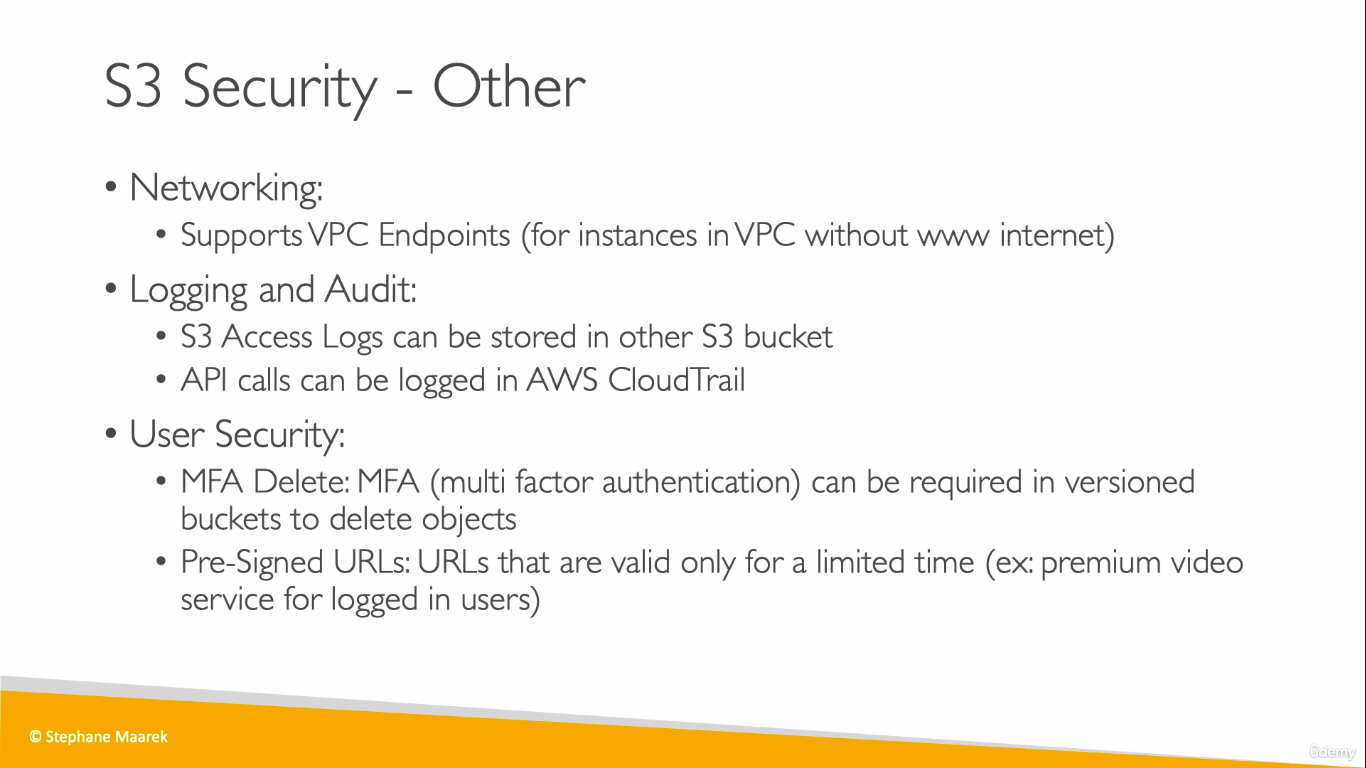 S3 Security - Other
• Networking:
• Supports VPC Endpoints (for instances in VPC without www internet)
• Logging and Audit:
• S3 Access Logs can be stored in other S3 bucket
• API calls can be logged in AWS CloudTrail
• User Security:
• MFA Delete: MFA (multi factor authentication) can be required in versioned
buckets to delete objects
• Pre-Signed URLs: URLs that are valid only for a limited time (ex: premium video
service for logged in users)
© Stephane Maarek
ûdemy